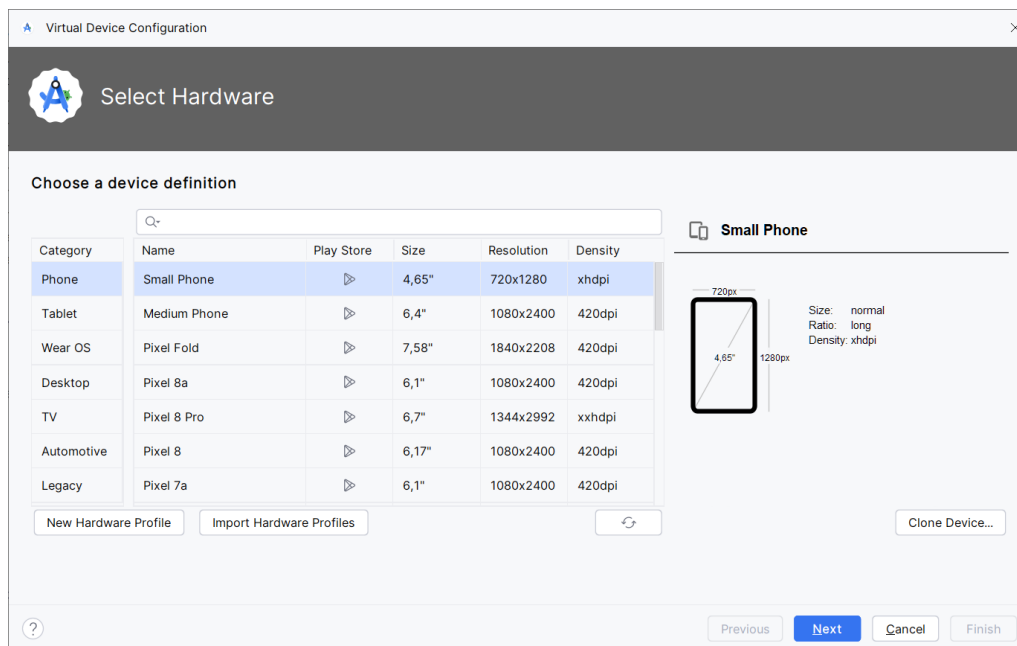 Virtual Device Configuration
Select Hardware
Choose a device definition
Small Phone
Category Name Play Store Size Resolution Density
Phone Small Phone 4,65" 720x1280 xhdpi
Tablet Medium Phone 6,4" 1080x2400 420dpi
Wear OS Pixel Fold 7,58" 1840x2208 420dpi
Desktop Pixel 8a 6,1" 1080x2400 420dpi
TV Pixel 8 Pro 6,7" 1344x2992 xxhdpi
Automotive Pixel 8 6,17" 1080x2400 420dpi
Legacy Pixel 7a 6,1" 1080x2400 420dpi
720px
4,65"
1280px
Size: normal
Ratio: long
Density: xhdpi
New Hardware Profile Import Hardware Profiles Clone Device...
? Previous Next Cancel Finish